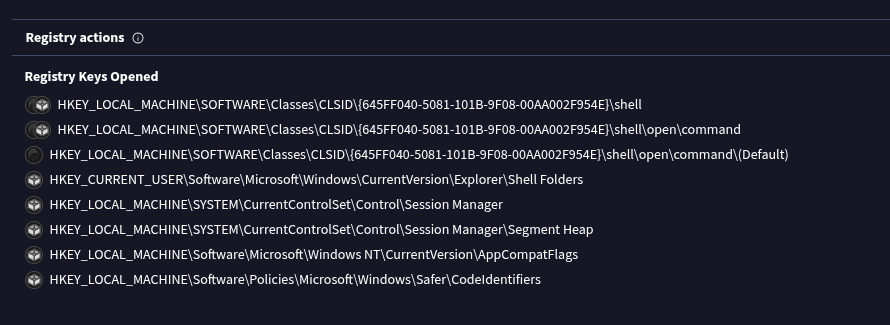 Registry actions
Registry Keys Opened
HKEY_LOCAL_MACHINE\SOFTWARE\Classes\CLSID\{645FF040-5081-101B-9F08-00AA002F954E}\shell
HKEY_LOCAL_MACHINE\SOFTWARE\Classes\CLSID\{645FF040-5081-101B-9F08-00AA002F954E}\shell\open\command
HKEY_LOCAL_MACHINE\SOFTWARE\Classes\CLSID\{645FF040-5081-101B-9F08-00AA002F954E}\shell\open\command\(Default)
HKEY_CURRENT_USER\Software\Microsoft\Windows\CurrentVersion\Explorer\Shell Folders
HKEY_LOCAL_MACHINE\SYSTEM\CurrentControlSet\Control\Session Manager
HKEY_LOCAL_MACHINE\SYSTEM\CurrentControlSet\Control\Session Manager\Segment Heap
HKEY_LOCAL_MACHINE\Software\Microsoft\Windows NT\CurrentVersion\AppCompatFlags
HKEY_LOCAL_MACHINE\Software\Policies\Microsoft\Windows\Safer\CodeIdentifiers